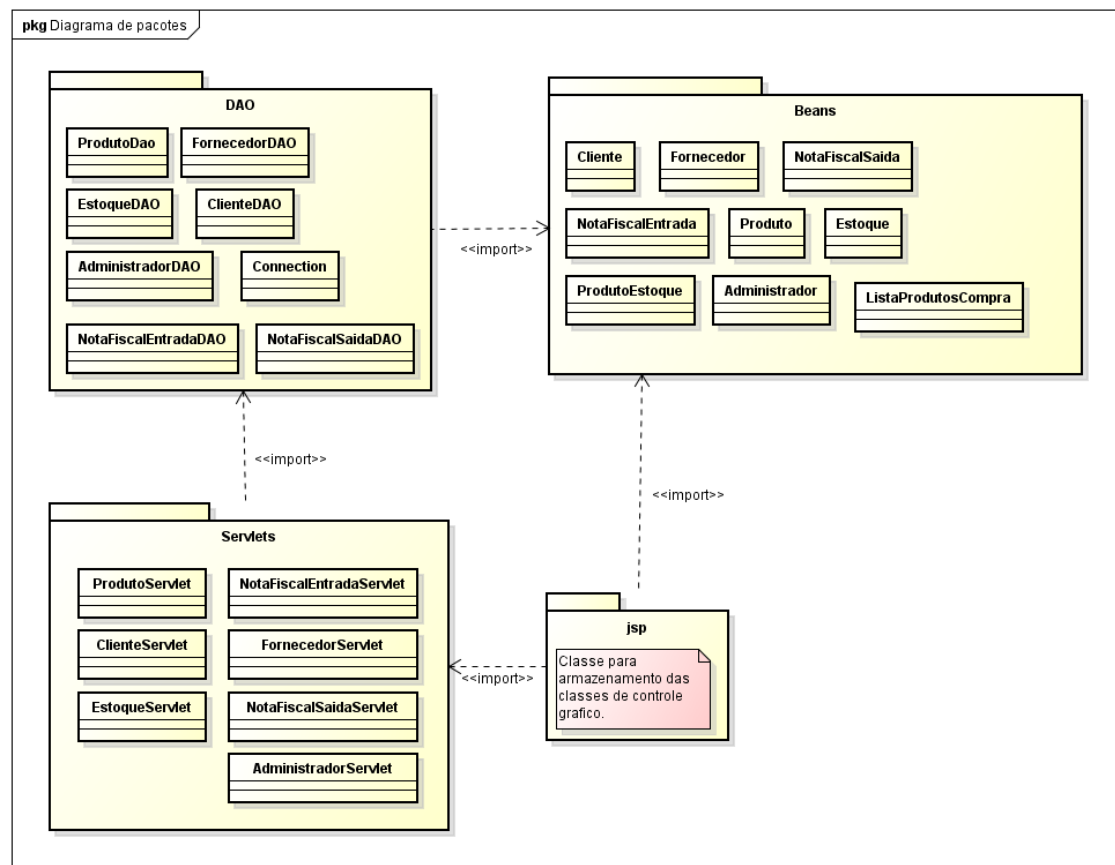 pkg Diagrama de pacotes
DAO
ProdutoDao
FornecedorDAO
EstoqueDAO
ClienteDAO
AdministradorDAO
Connection
NotaFiscalEntradaDAO
NotaFiscalSaidaDAO
<<import>>
Beans
Cliente
Fornecedor
NotaFiscalSaida
NotaFiscalEntrada
Produto
Estoque
ProdutoEstoque
Administrador
ListaProdutosCompra
<<import>>
<<import>>
Servlets
ProdutoServlet
NotaFiscalEntradaServlet
ClienteServlet
FornecedorServlet
EstoqueServlet
NotaFiscalSaidaServlet
AdministradorServlet
<<import>>
jsp
Classe para
armazenamento das
classes de controle
grafico.